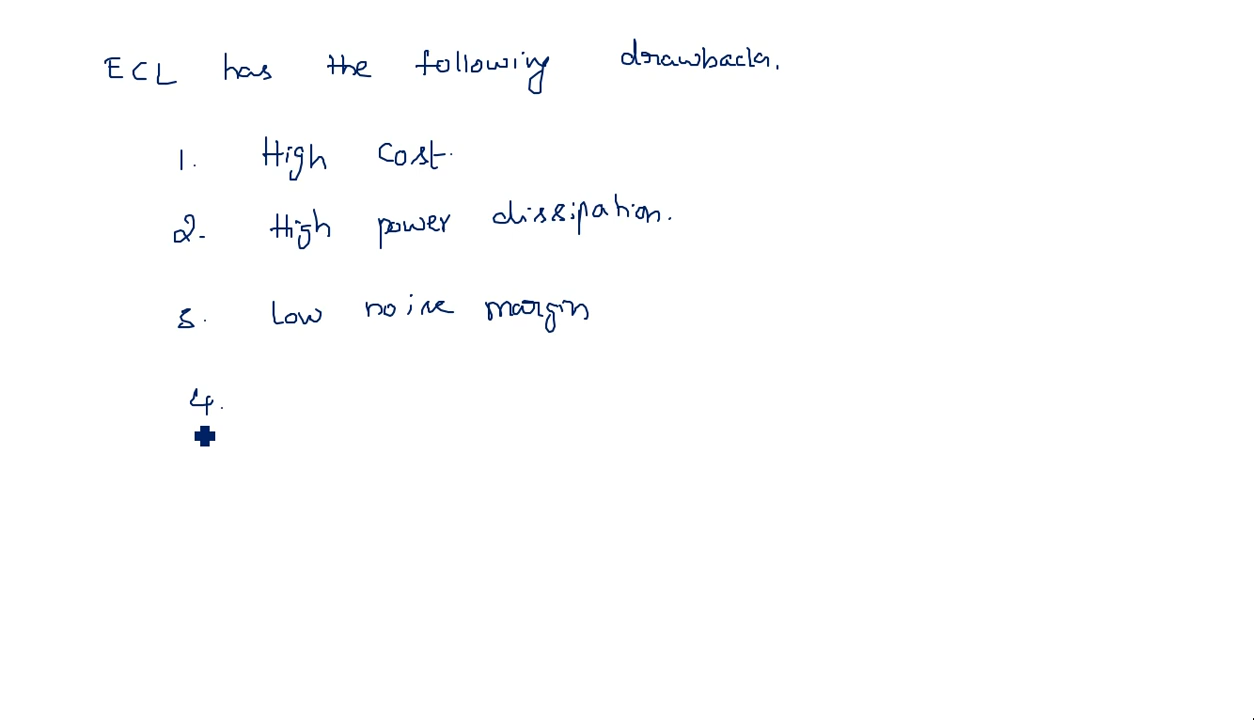 ECL has the following drawbacks.
1. High cost.
2. High power dissipation.
3. Low noise margin
4.